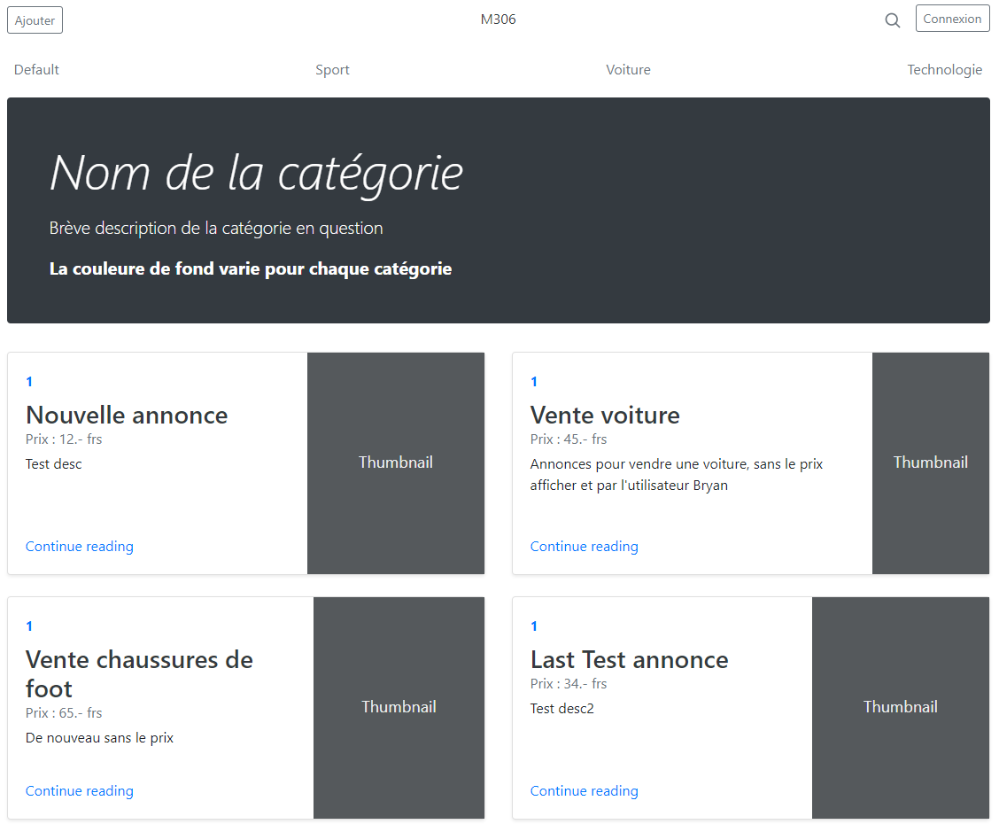 Ajouter
M306
Connexion
Default
Sport
Voiture
Technologie
Nom de la catégorie
Brève description de la catégorie en question
La couleure de fond varie pour chaque catégorie
1
Nouvelle annonce
Prix : 12.- frs
Test desc
Continue reading
Thumbnail
1
Vente voiture
Prix : 45.- frs
Annonces pour vendre une voiture, sans le prix
afficher et par l'utilisateur Bryan
Continue reading
Thumbnail
1
Vente chaussures de
foot
Prix : 65.- frs
De nouveau sans le prix
Continue reading
Thumbnail
1
Last Test annonce
Prix : 34.- frs
Test desc2
Continue reading
Thumbnail